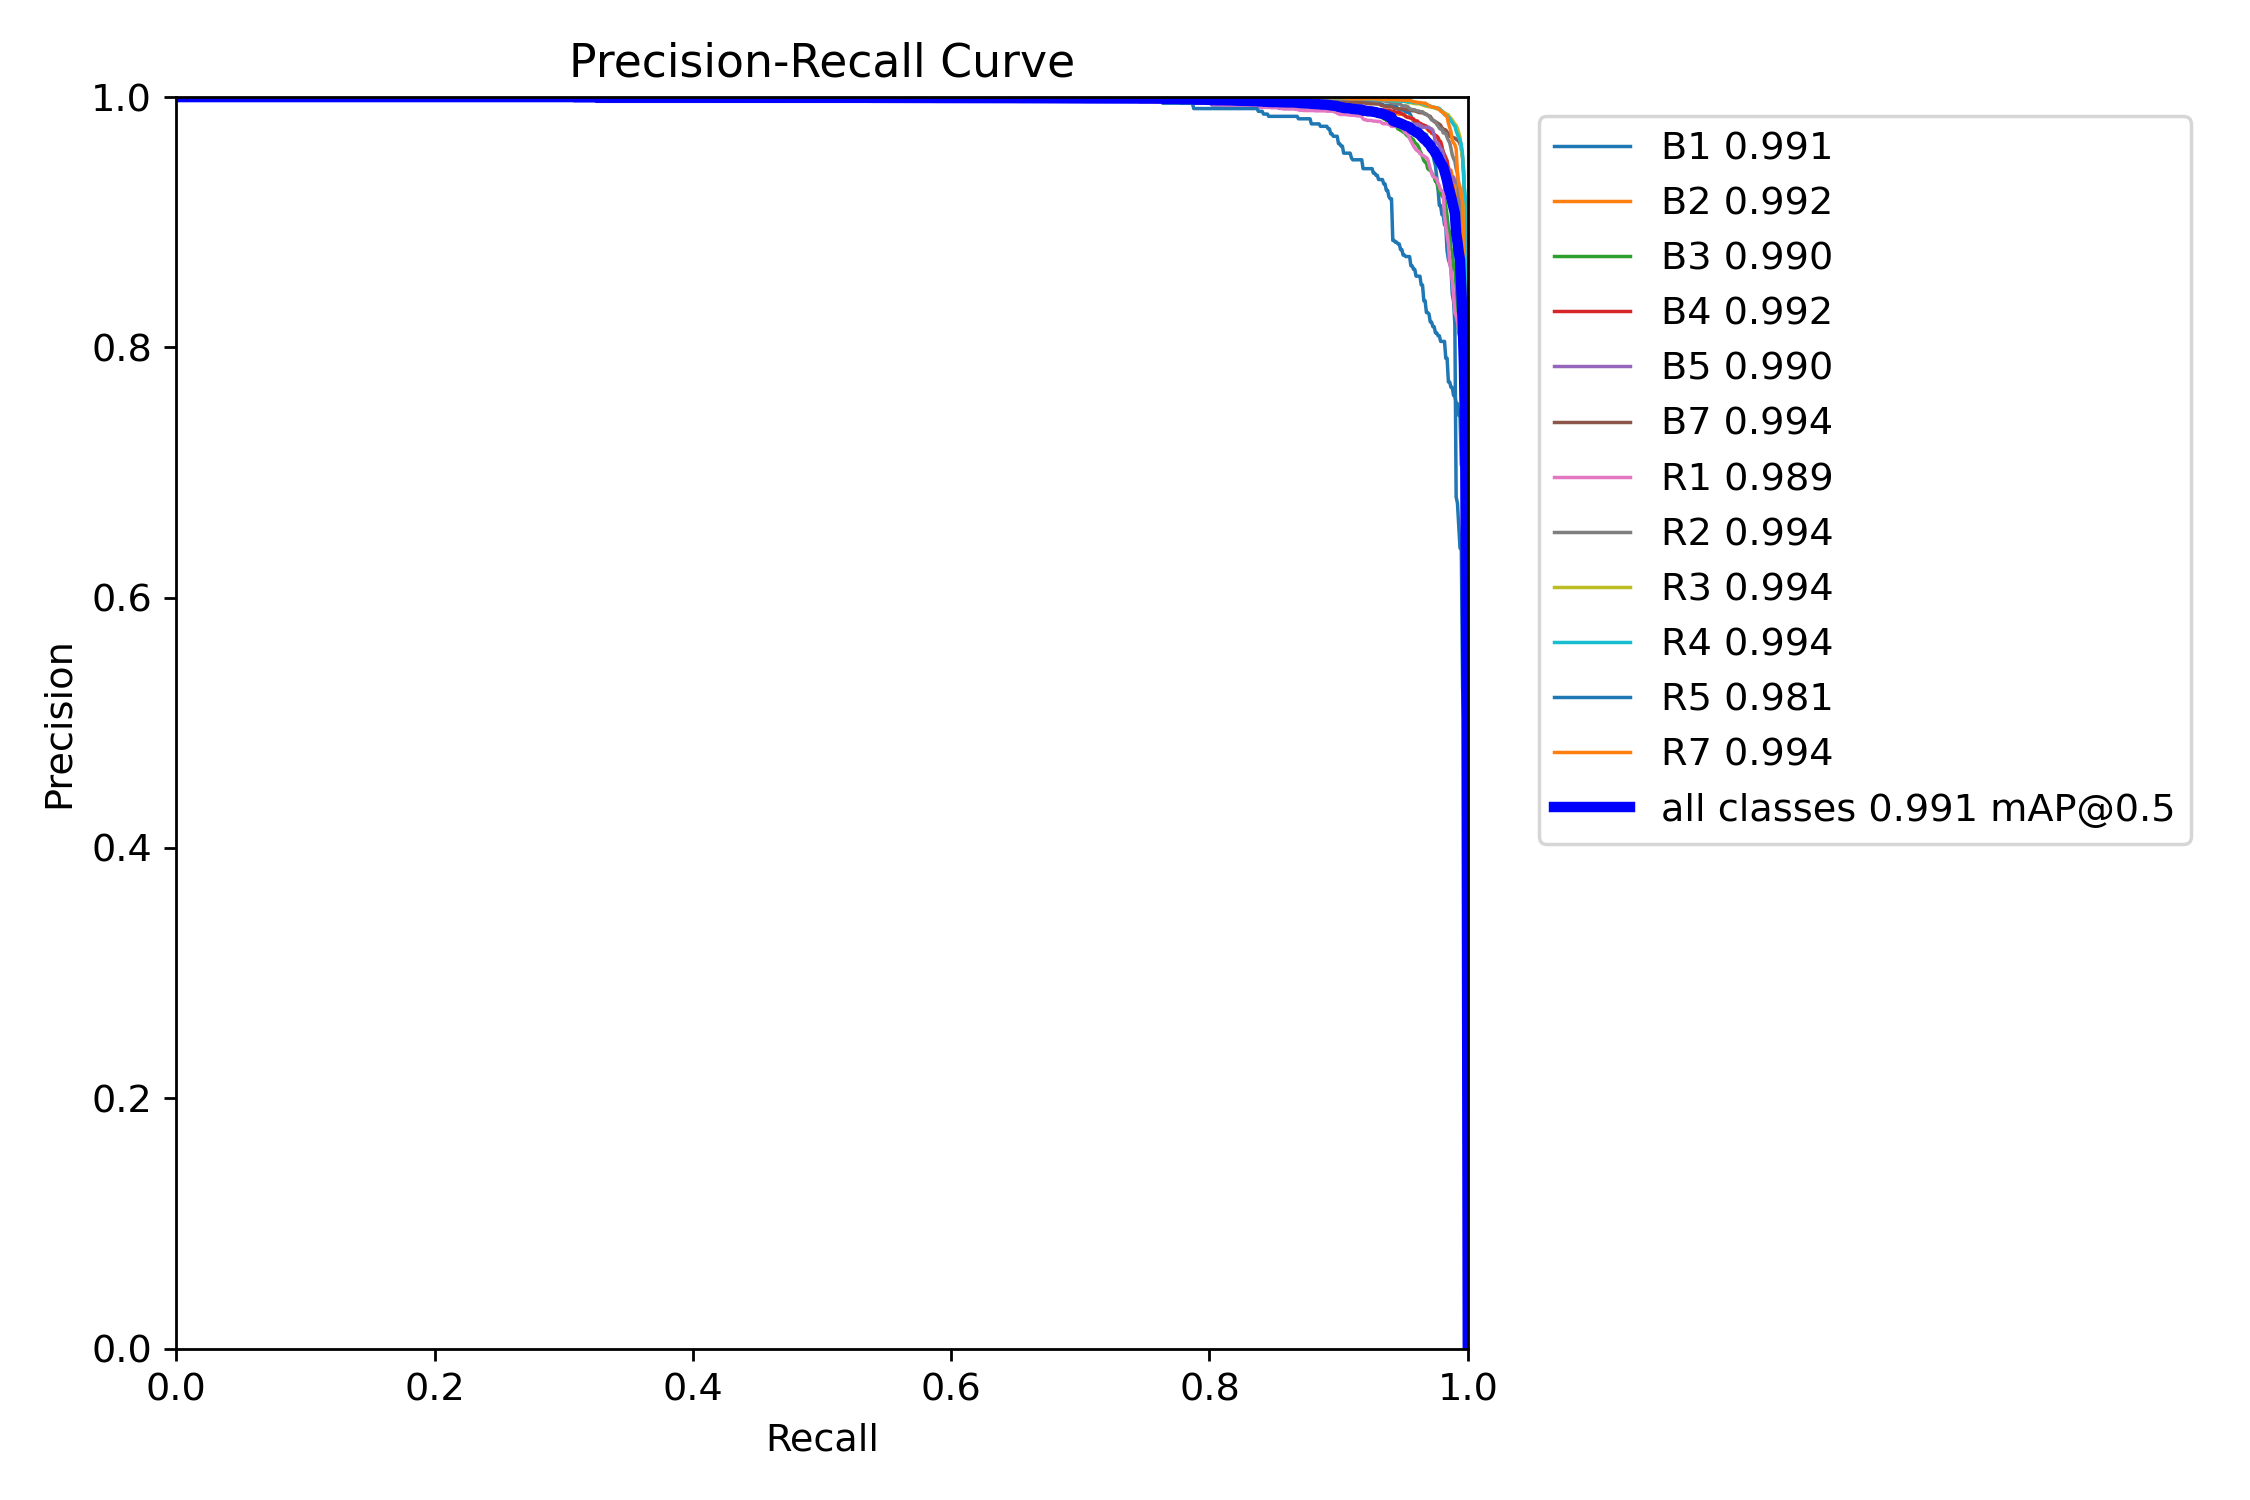 Precision-Recall Curve
1.0
0.8
0.6
0.4
0.2
0.0
Precision
0.0 0.2 0.4 0.6 0.8 1.0
Recall
B1 0.991
B2 0.992
B3 0.990
B4 0.992
B5 0.990
B7 0.994
R1 0.989
R2 0.994
R3 0.994
R4 0.994
R5 0.981
R7 0.994
all classes 0.991 mAP@0.5